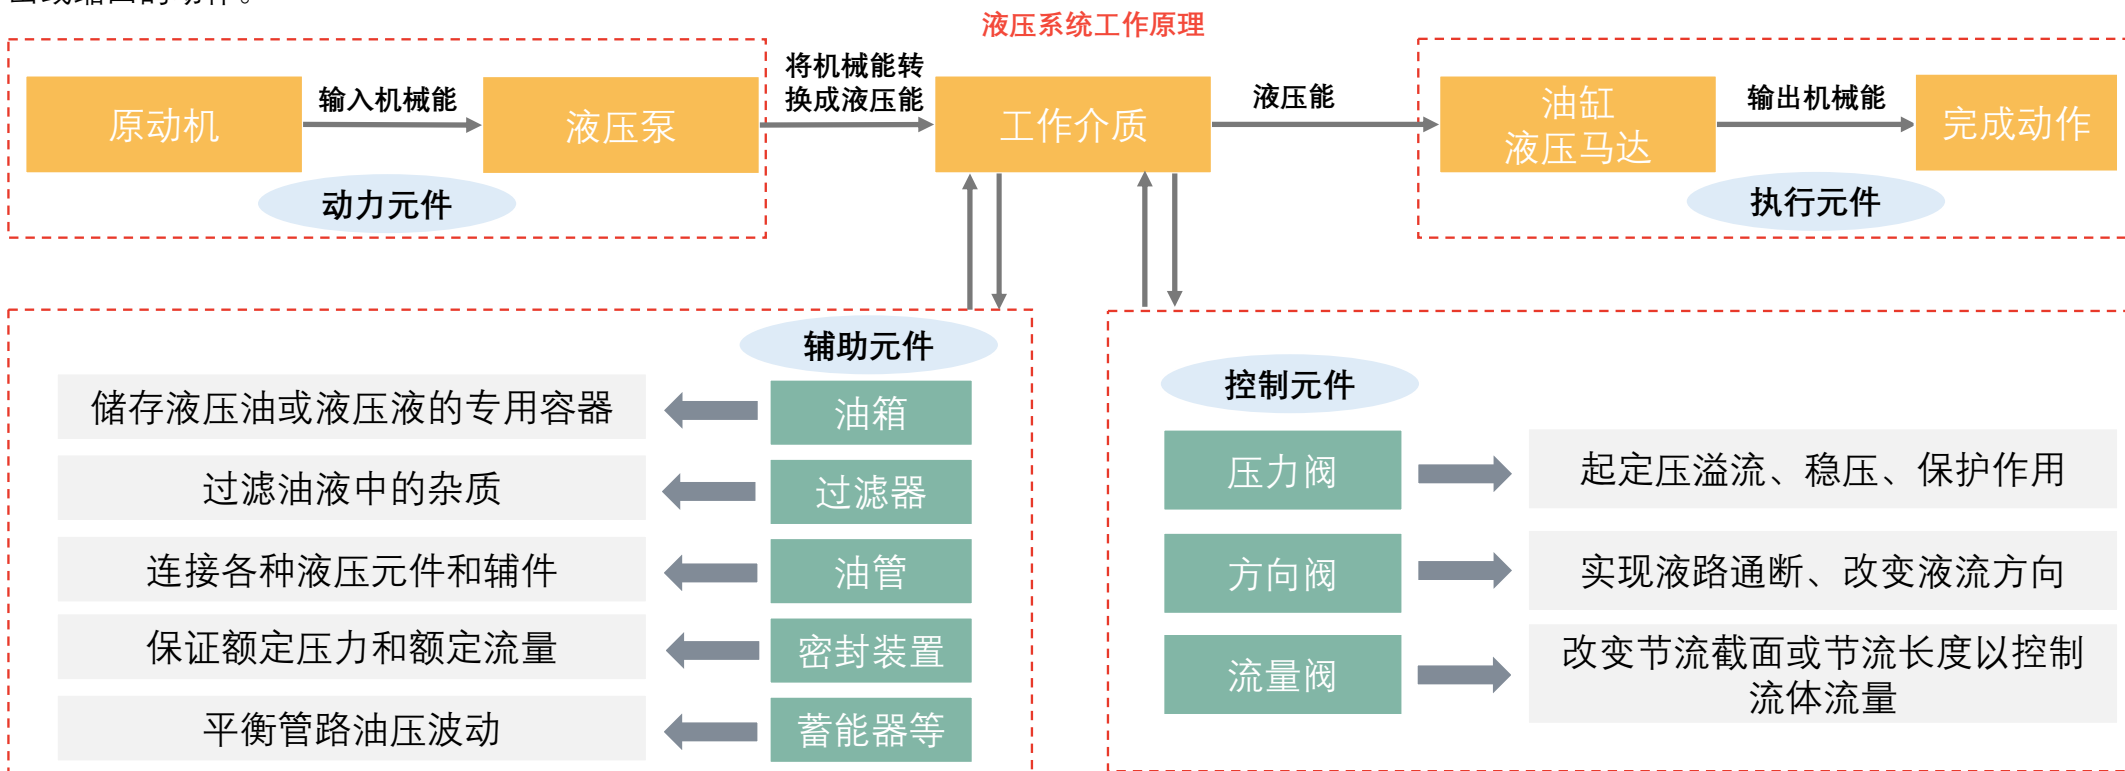 液压系统工作原理
原动机
输入机械能
液压泵
动力元件
将机械能转
换成液压能
工作介质
液压能
油缸
液压马达
输出机械能
完成动作
执行元件
辅助元件
储存液压油或液压液的专用容器
油箱
过滤油液中的杂质
过滤器
连接各种液压元件和辅件
油管
保证额定压力和额定流量
密封装置
平衡管路油压波动
蓄能器等
控制元件
压力阀
起定压溢流、稳压、保护作用
方向阀
实现液路通断、改变液流方向
流量阀
改变节流截面或节流长度以控制
流体流量